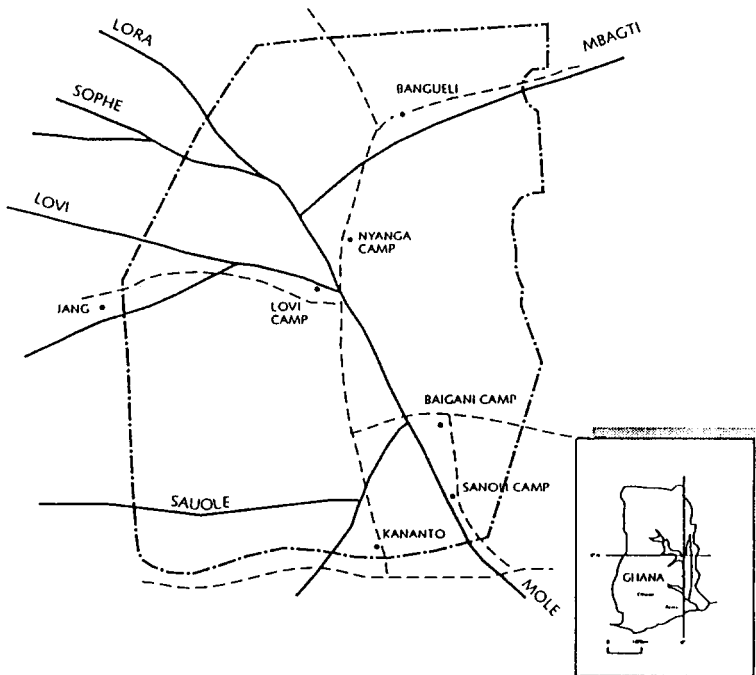 LORA
MBAGTI
SOPHE
BANGUELI
LOVI
NYANGA
CAMP
JANG
LOVI
CAMP
BAIGANI CAMP
SANOLI CAMP
SAUOLE
KANANTO
MOLE
GHANA